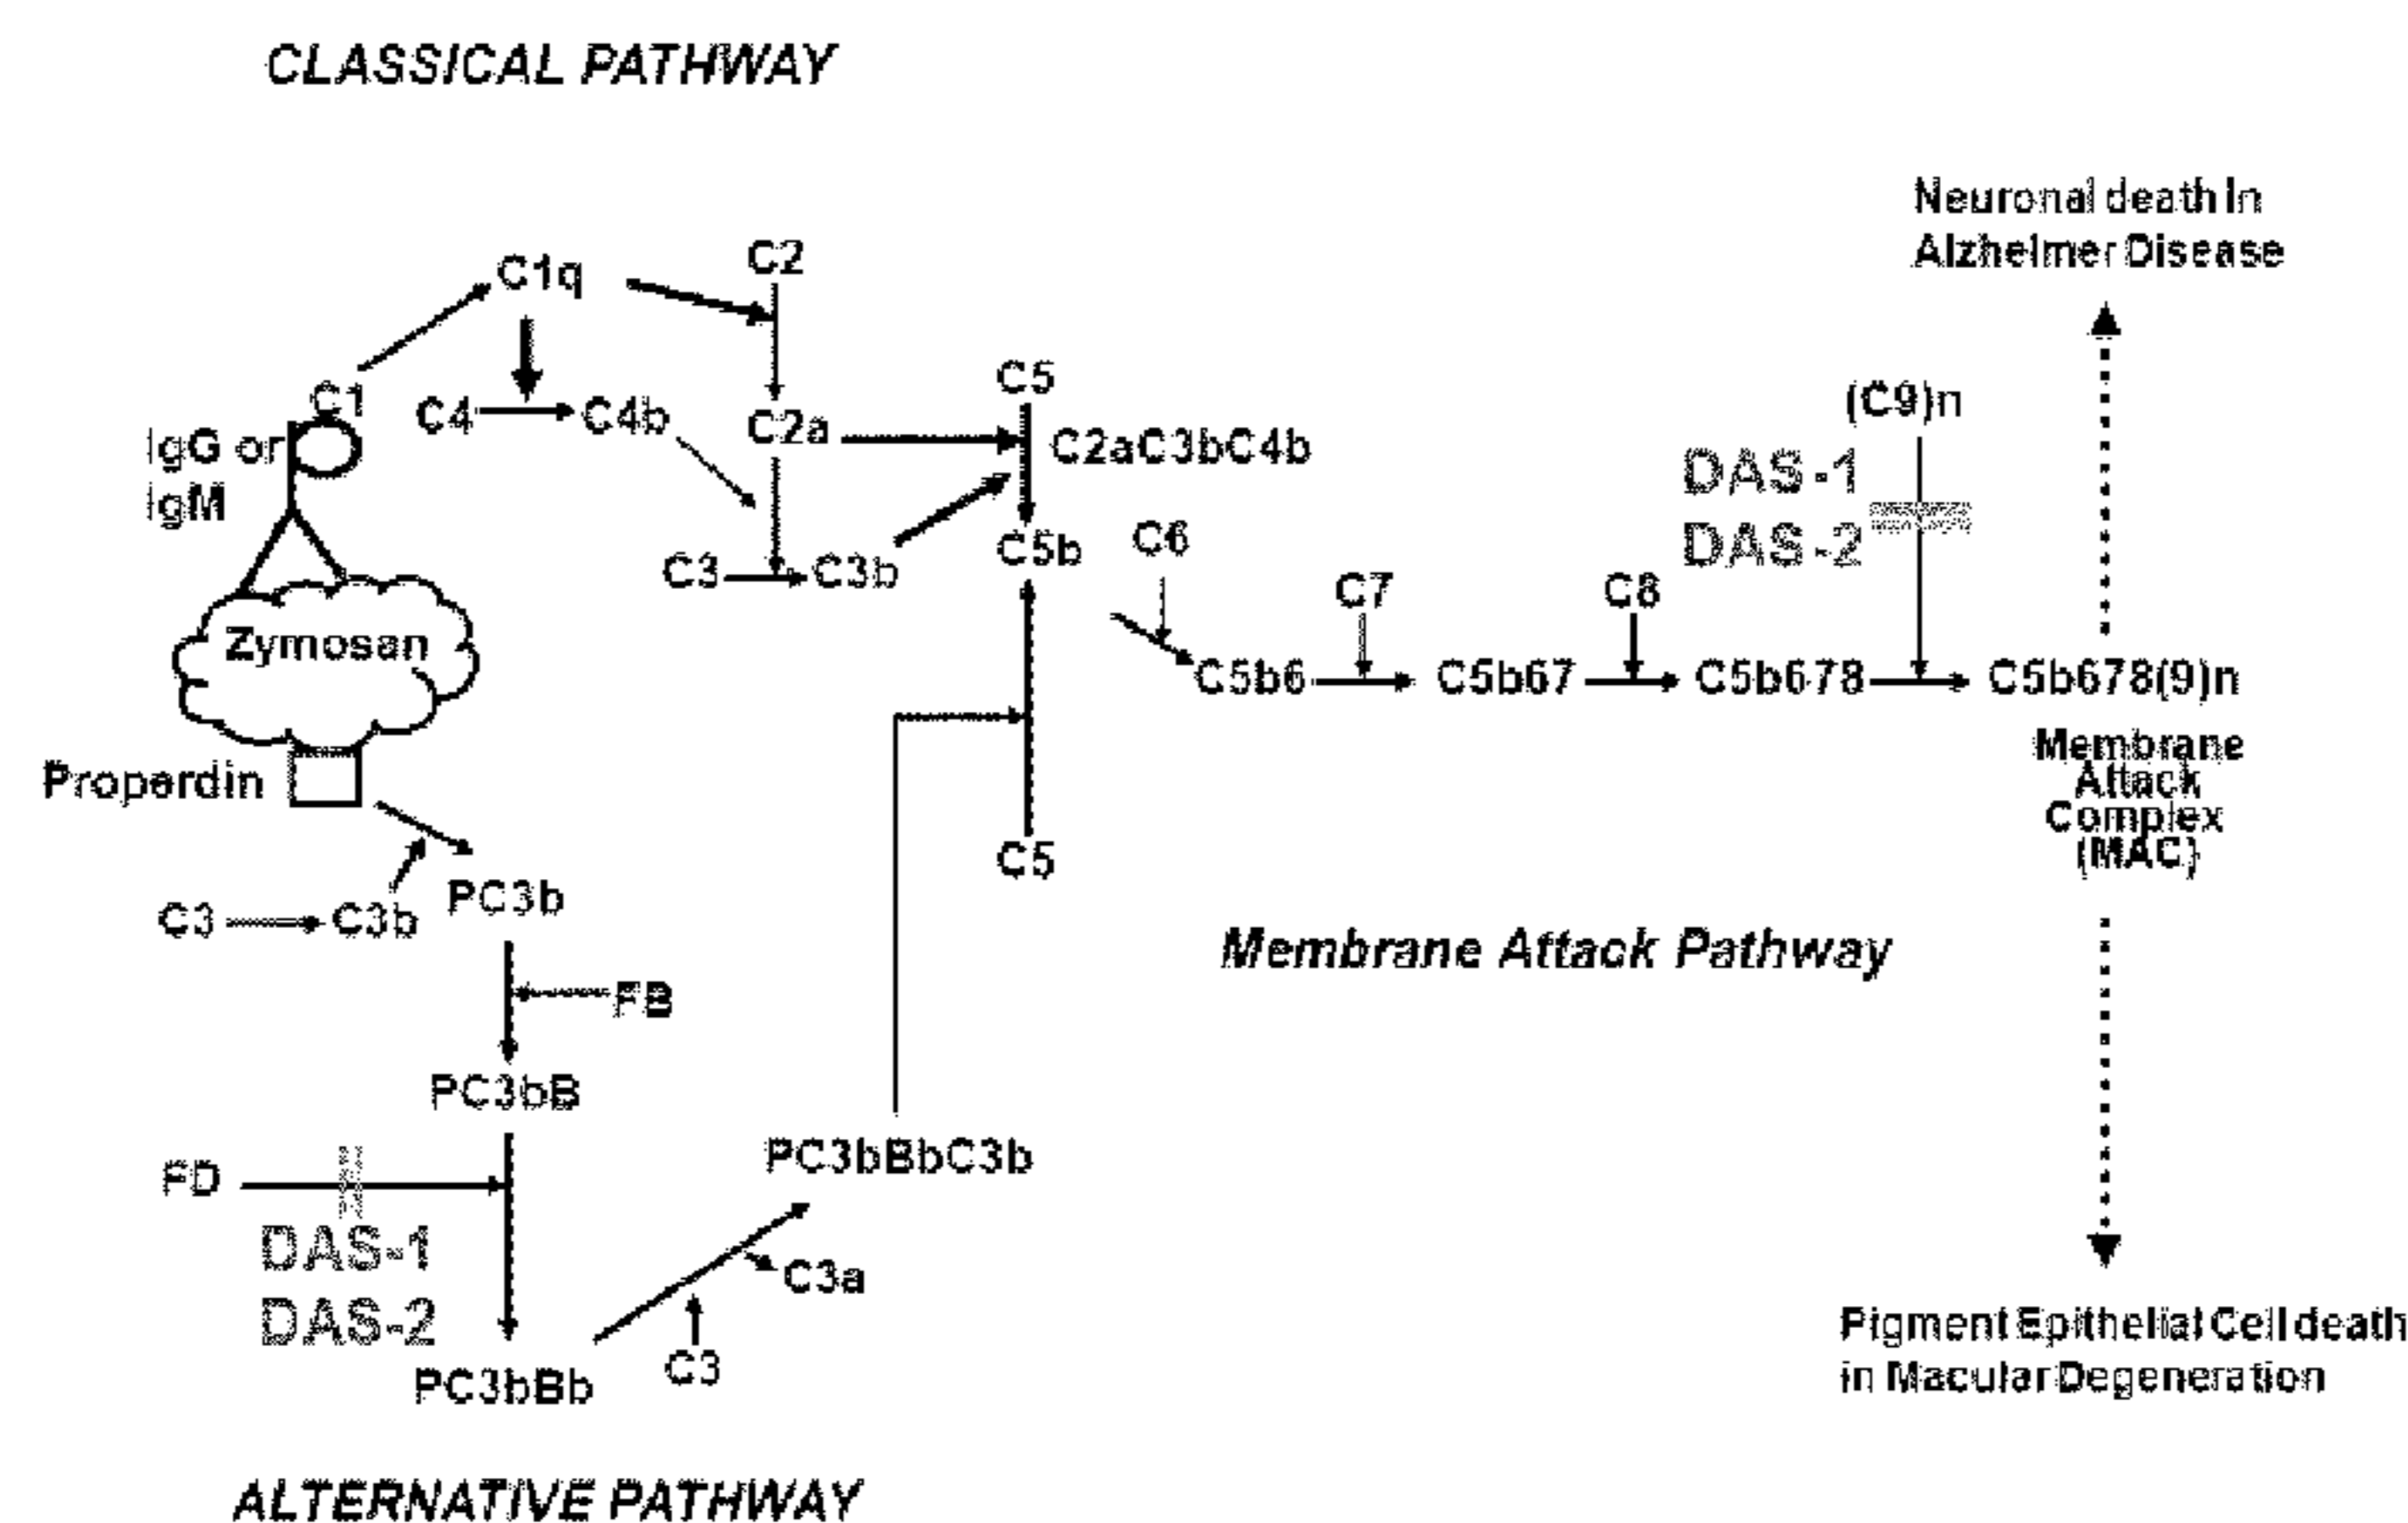 CLASSICAL PATHWAY
Neuronal death In
Alzhelmer Disease
C1q
C2
C1
C4
C4b
C2a
C5
C2aC3bC4b
(C9)n
IgG or
IgM
DAS-1
DAS-2
C3
C3b
C5b
C6
C7
C8
Zymosan
C5b6
C5b67
C5b678
C5b678(9)n
Membrane
Attack
Complex
(MAC)
Properdin
C5
C3
C3b
PC3b
Membrane Attack Pathway
FB
PC3bB
FD
DAS-1
DAS-2
PC3bBbC3b
C3a
C3
PC3bBb
Pigment Epithelial Cell death
in Macular Degeneration
ALTERNATIVE PATHWAY